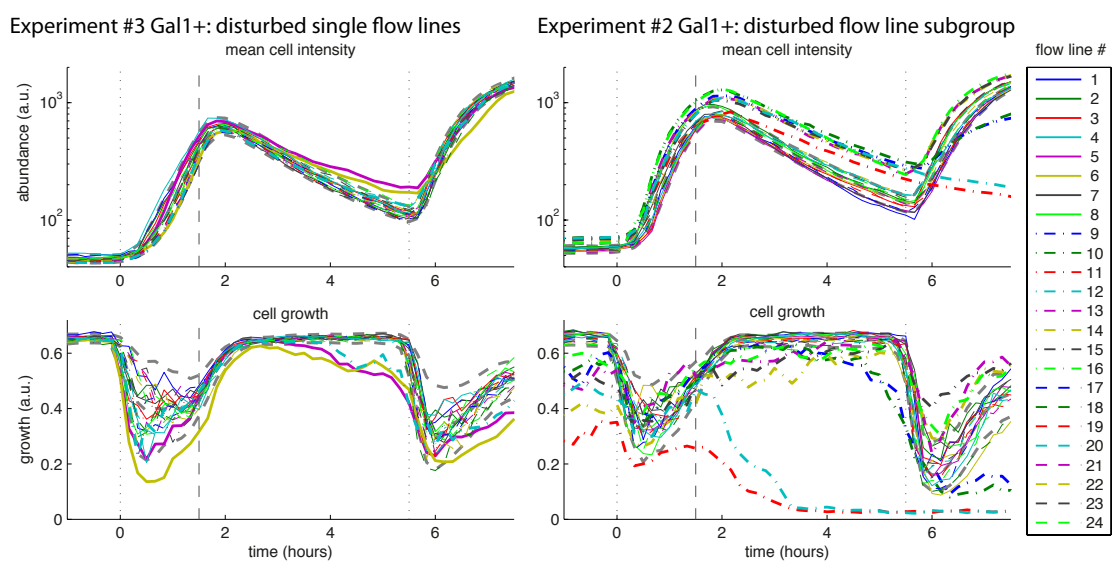 Experiment #3 Gal1+: disturbed single flow lines
mean cell intensity
abundance (a.u.)
10³
10²
0 2 4 6
cell growth
growth (a.u.)
0.6
0.4
0.2
0
0 2 4 6
time (hours)
Experiment #2 Gal1+: disturbed flow line subgroup
mean cell intensity
10³
10²
0 2 4 6
cell growth
0.6
0.4
0.2
0
0 2 4 6
time (hours)
flow line #
1
2
3
4
5
6
7
8
9
10
11
12
13
14
15
16
17
18
19
20
21
22
23
24